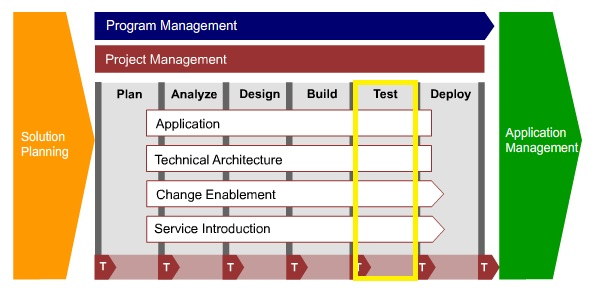 Program Management
Project Management
Solution
Planning
Plan Analyze Design Build Test Deploy
Application
Technical Architecture
Change Enablement
Service Introduction
Application
Management
T T T T T T T